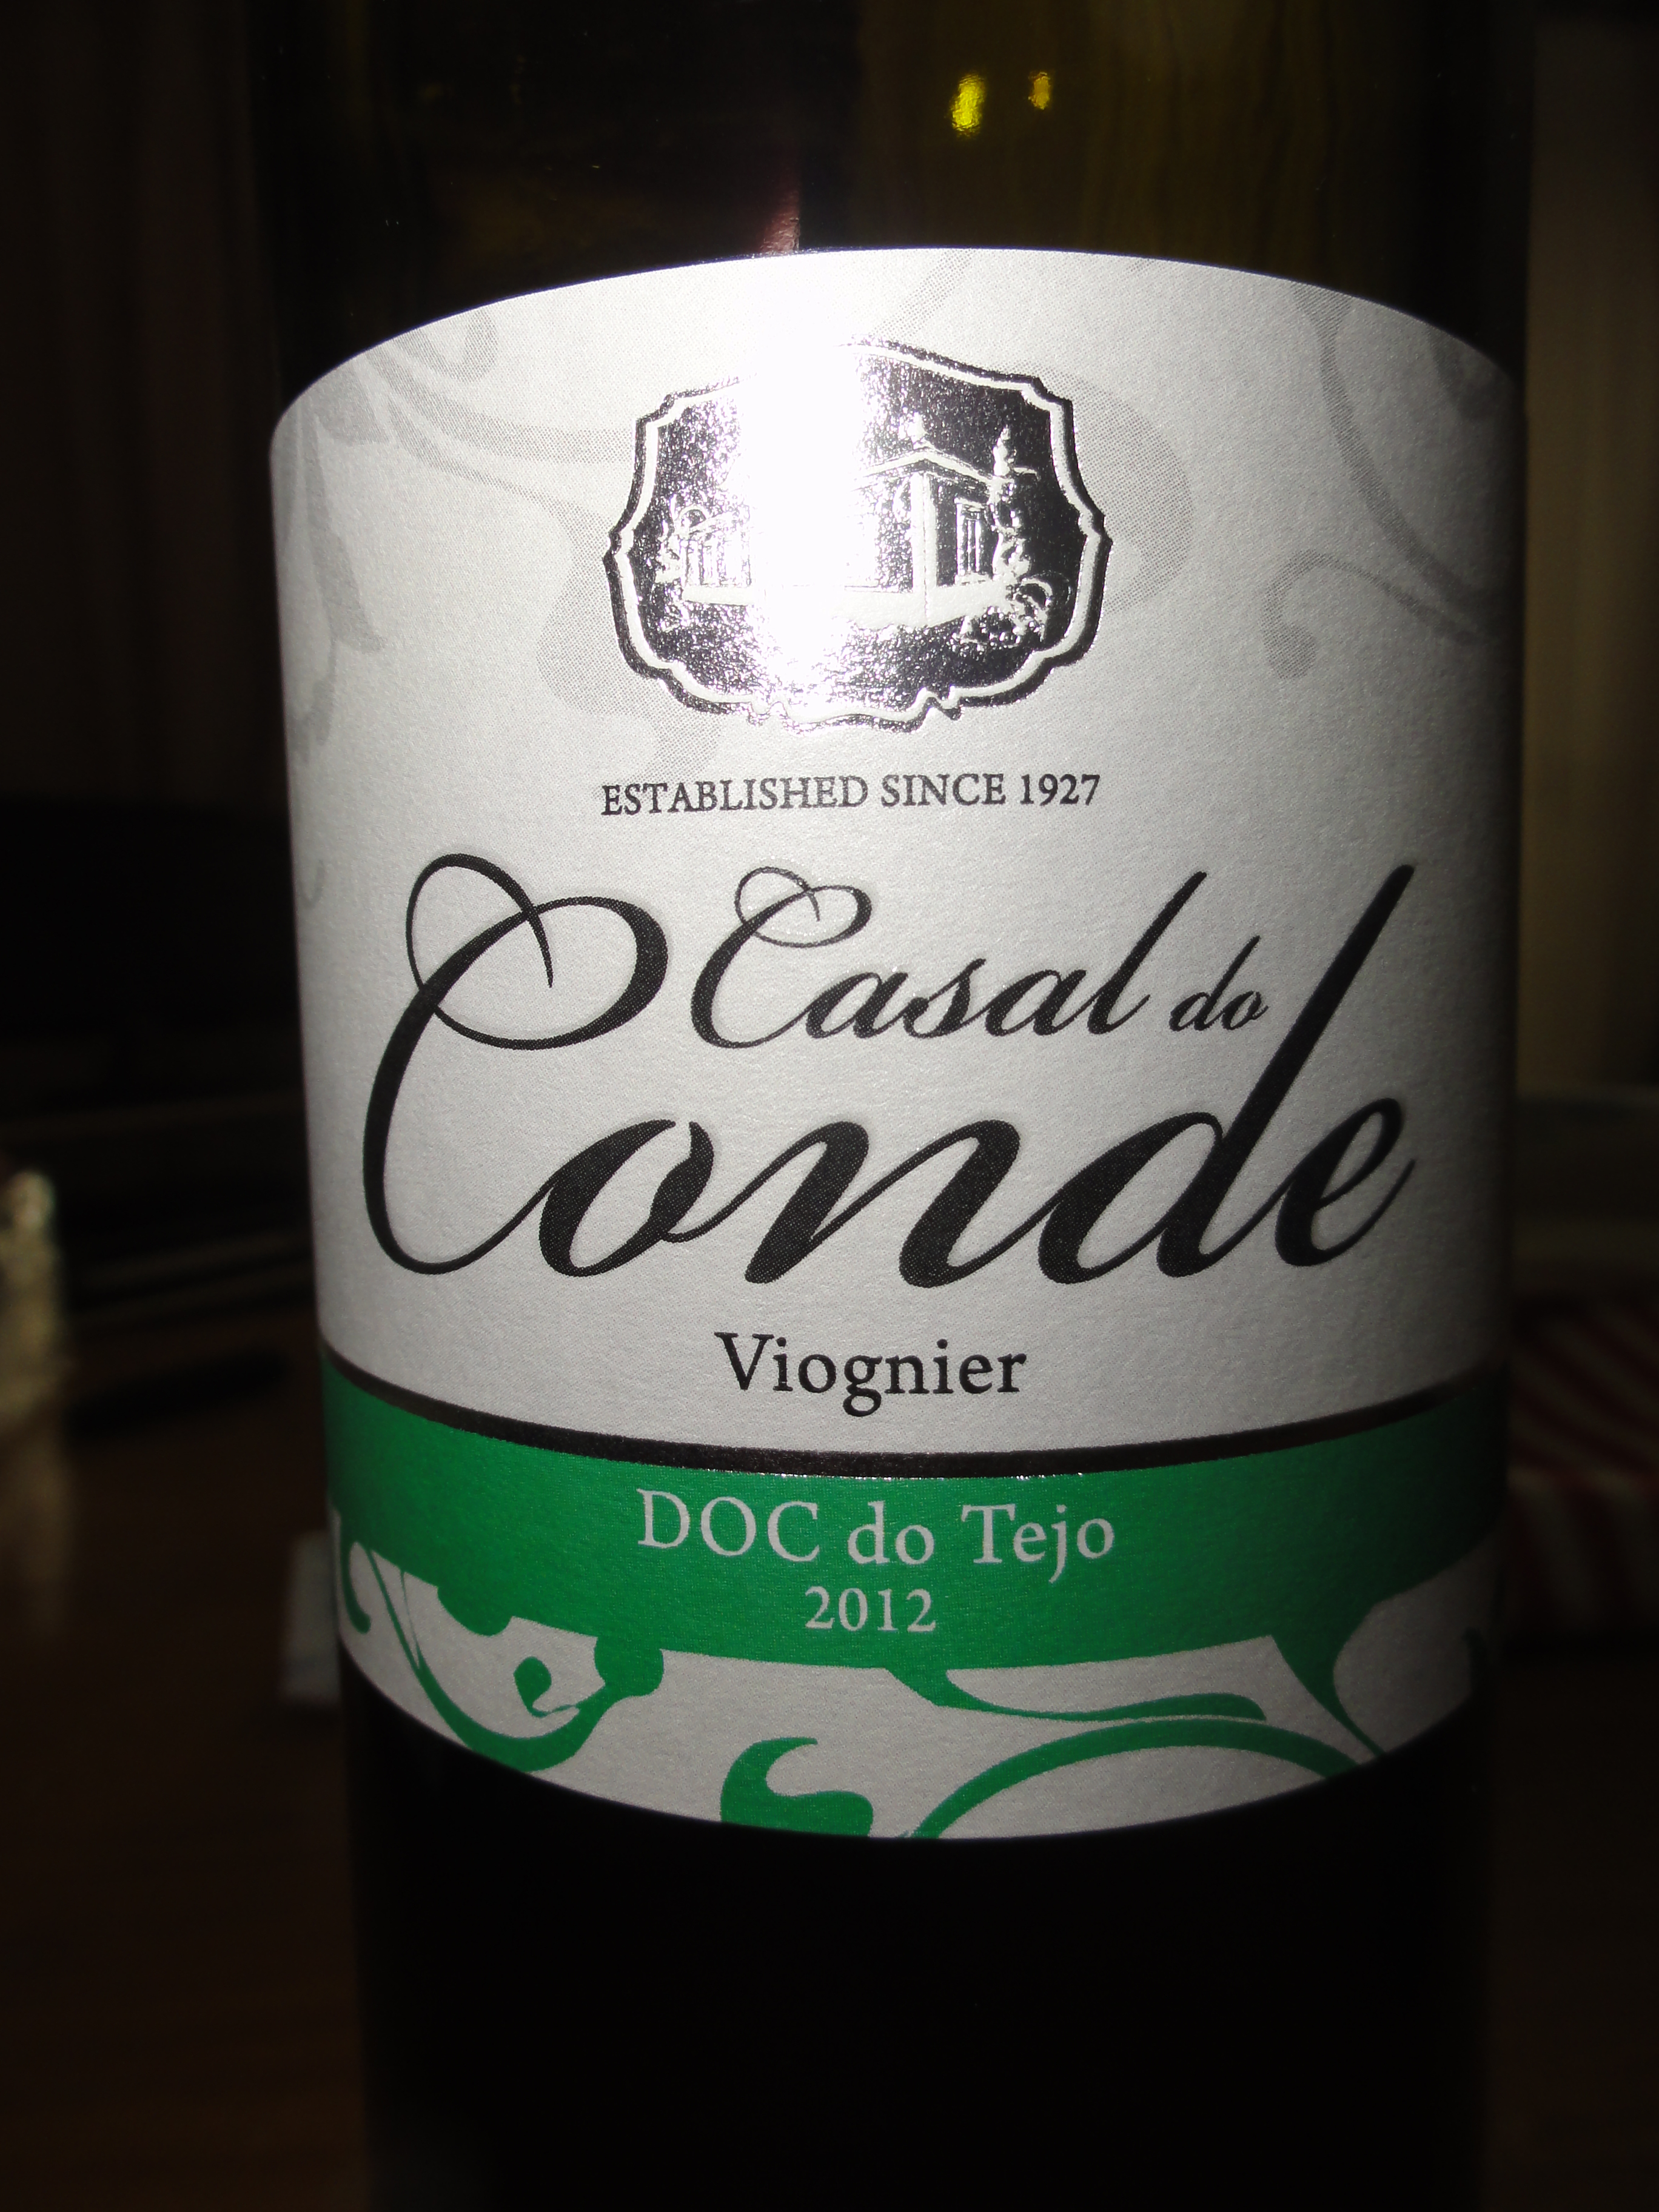 ESTABLISHED SINCE 1927
Casal do
Conde
Viognier
DOC do Tejo
2012